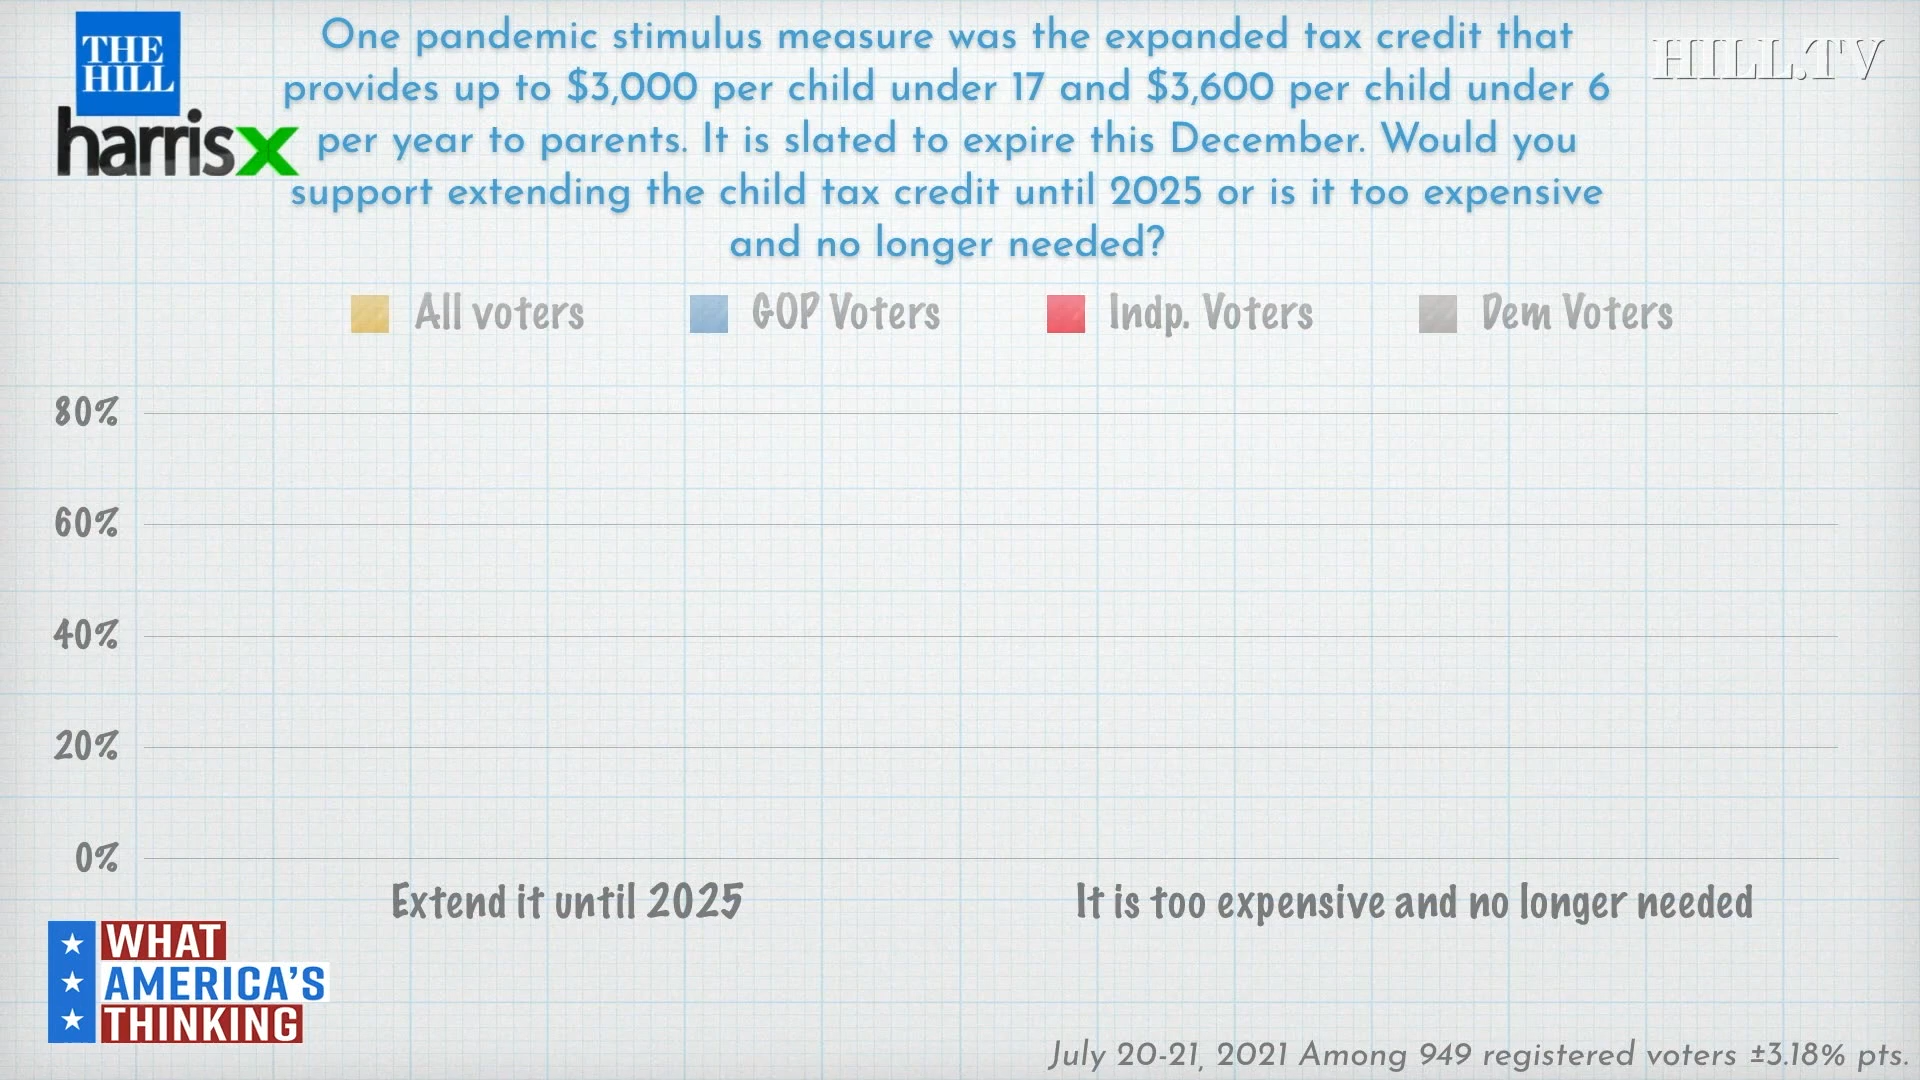 THE
HILL
harrisx
HILL.TV
One pandemic stimulus measure was the expanded tax credit that
provides up to $3,000 per child under 17 and $3,600 per child under 6
per year to parents. It is slated to expire this December. Would you
support extending the child tax credit until 2025 or is it too expensive
and no longer needed?
All voters
GOP Voters
Indp. Voters
Dem Voters
80%
60%
40%
20%
0%
Extend it until 2025
It is too expensive and no longer needed
WHAT
AMERICA'S
THINKING
July 20-21, 2021 Among 949 registered voters ±3.18% pts.